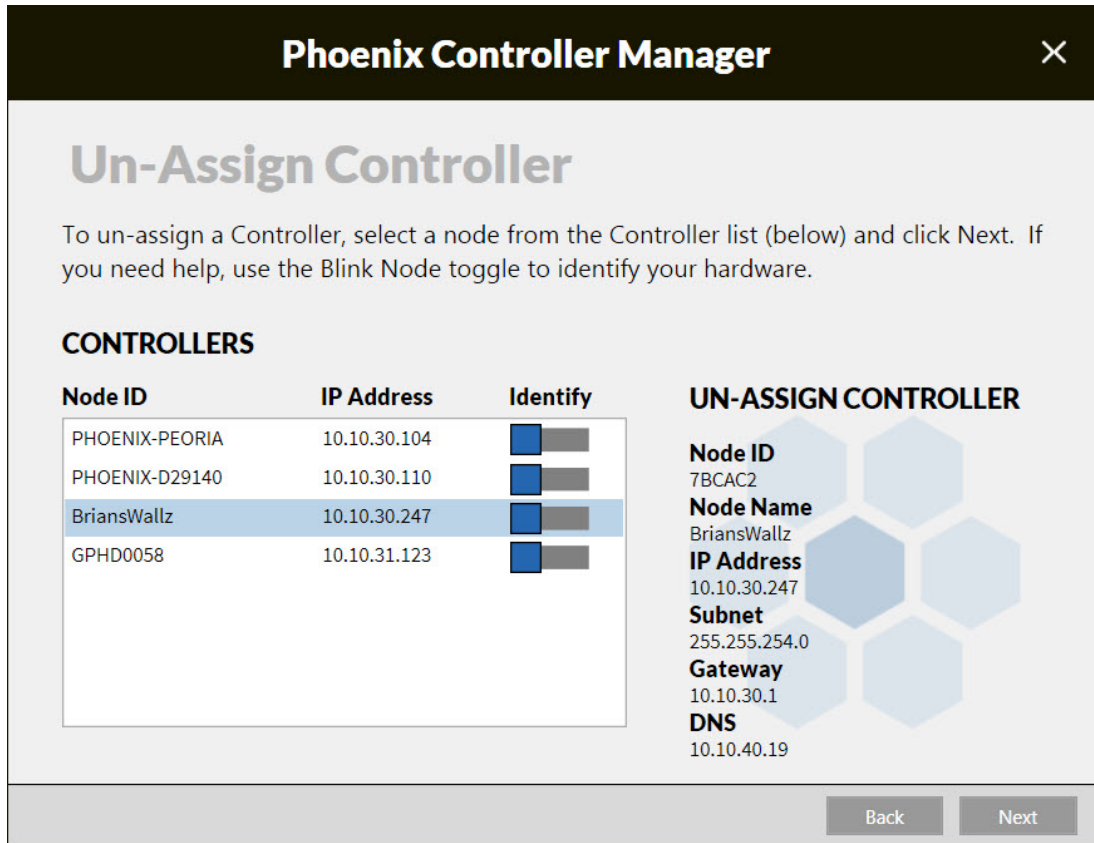 Phoenix Controller Manager
Un-Assign Controller
To un-assign a Controller, select a node from the Controller list (below) and click Next. If
you need help, use the Blink Node toggle to identify your hardware.
CONTROLLERS
Node ID IP Address Identify
PHOENIX-PEORIA 10.10.30.104
PHOENIX-D29140 10.10.30.110
BriansWallz 10.10.30.247
GPHD0058 10.10.31.123
UN-ASSIGN CONTROLLER
Node ID
7BCAC2
Node Name
BriansWallz
IP Address
10.10.30.247
Subnet
255.255.254.0
Gateway
10.10.30.1
DNS
10.10.40.19
Back Next